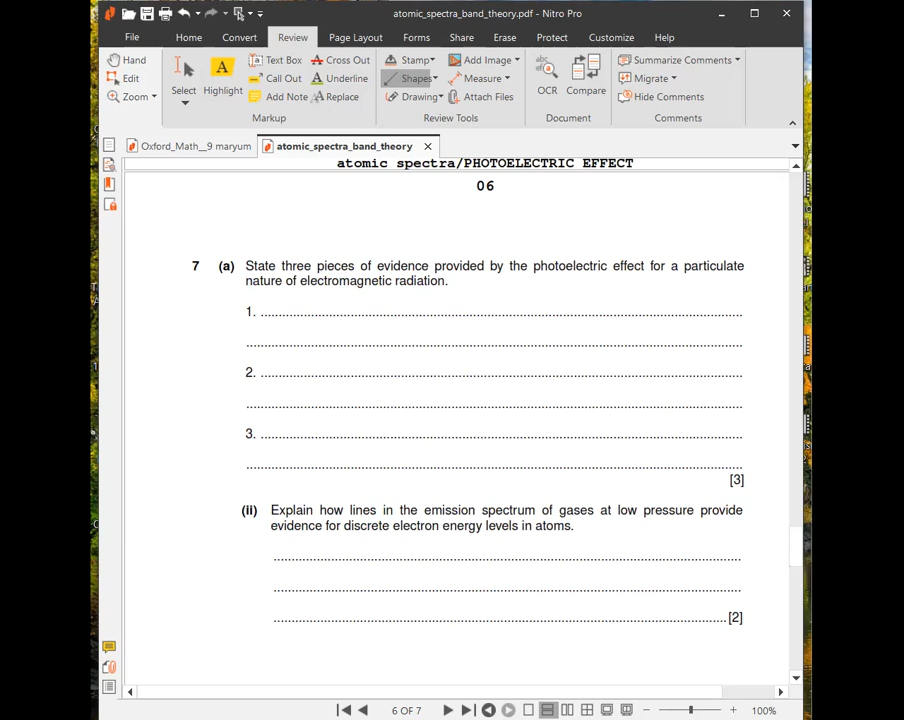 atomic_spectra_band_theory.pdf - Nitro Pro
File Home Convert Review Page Layout Forms Share Erase Protect Customize Help
Hand Text Box Cross Out Stamp Add Image Summarize Comments
Edit Call Out Underline Shapes Measure Migrate
Zoom Select Highlight Add Note Replace Drawing Attach Files OCR Compare Hide Comments
Markup Review Tools Document Comments
Oxford_Math__9 maryum atomic_spectra_band_theory
atomic spectra/PHOTOELECTRIC EFFECT
06
7 (a) State three pieces of evidence provided by the photoelectric effect for a particulate
nature of electromagnetic radiation.
1. ....................................................................................................................................
....................................................................................................................................
2. ....................................................................................................................................
....................................................................................................................................
3. ....................................................................................................................................
....................................................................................................................................
[3]
(ii) Explain how lines in the emission spectrum of gases at low pressure provide
evidence for discrete electron energy levels in atoms.
....................................................................................................................................
....................................................................................................................................
.............................................................................................................................. [2]
6 OF 7 100%